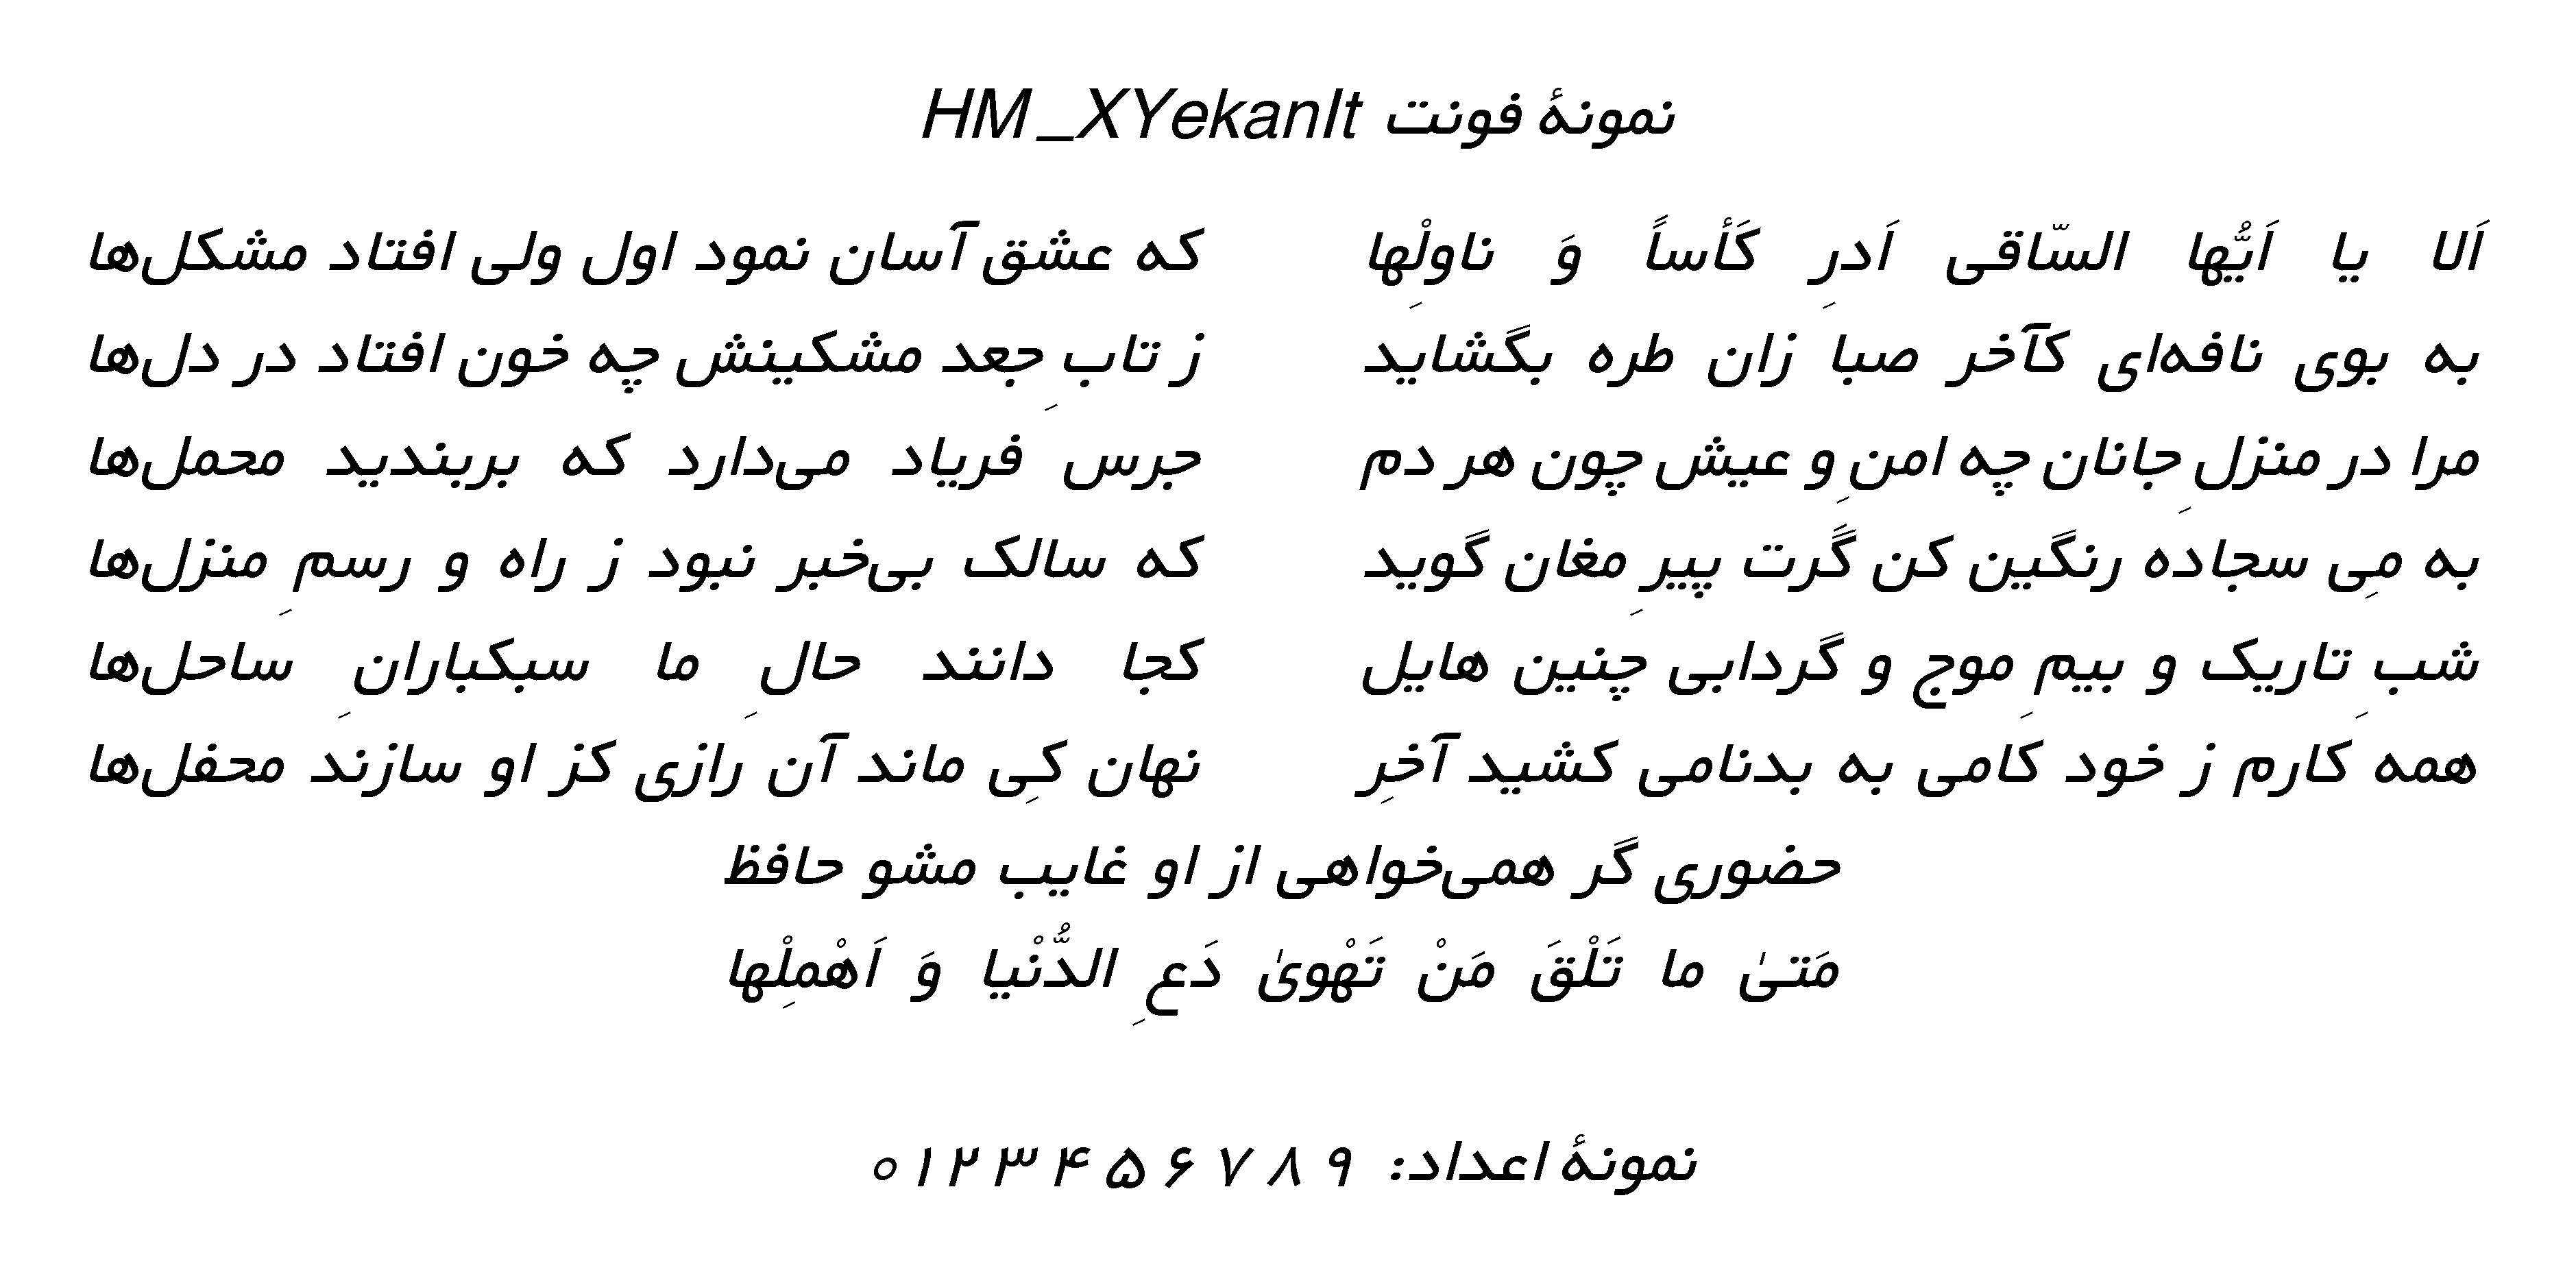 نمونهٔ فونت HM_XYekanIt
اَلا یا اَیُّها السّاقی اَدرِ کَأساً وَ ناوِلْها که عشق آسان نمود اول ولی افتاد مشکل‌ها
به بوی نافه‌ای کآخر صبا زان طره بگشاید ز تابِ جعد مشکینش چه خون افتاد در دل‌ها
مرا در منزلِ جانان چه امنِ و عیش چون هر دم جرس فریاد می‌دارد که بربندید محمل‌ها
به مِی سجاده رنگین کن گَرت پیرِ مغان گوید که سالک بی‌خبر نبود ز راه و رسمِ منزل‌ها
شبِ تاریک و بیمِ موج و گردابی چنین هایل کجا دانند حالِ ما سبکبارانِ ساحل‌ها
همه کارم ز خود کامی به بدنامی کشید آخِر نهان کِی ماند آن رازی کز او سازند محفل‌ها
حضوری گر همی‌خواهی از او غایب مشو حافظ
مَتیٰ ما تَلْقَ مَنْ تَهْویٰ دَعِ الدُّنْیا وَ اَهْمِلْها
نمونهٔ اعداد: ۹ ۸ ۷ ۶ ۵ ۴ ۳ ۲ ۱ ۰